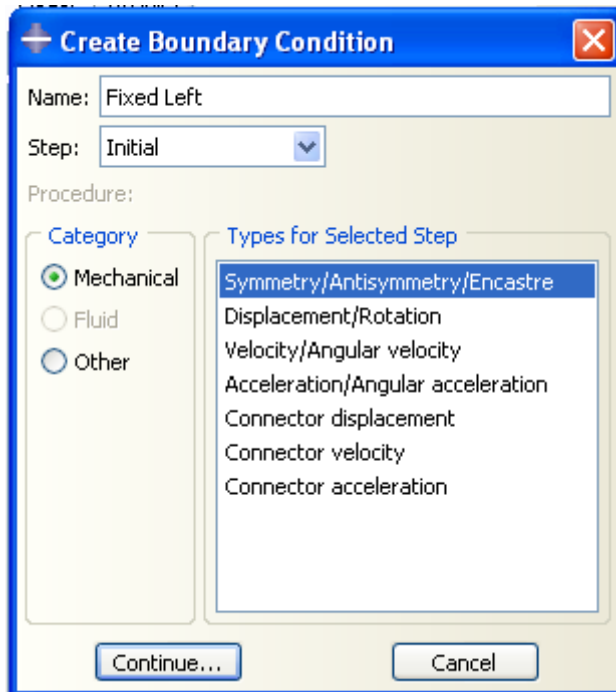 Create Boundary Condition
Name: Fixed Left
Step: Initial
Procedure:
Category
Mechanical
Fluid
Other
Types for Selected Step
Symmetry/Antisymmetry/Encastre
Displacement/Rotation
Velocity/Angular velocity
Acceleration/Angular acceleration
Connector displacement
Connector velocity
Connector acceleration
Continue... Cancel